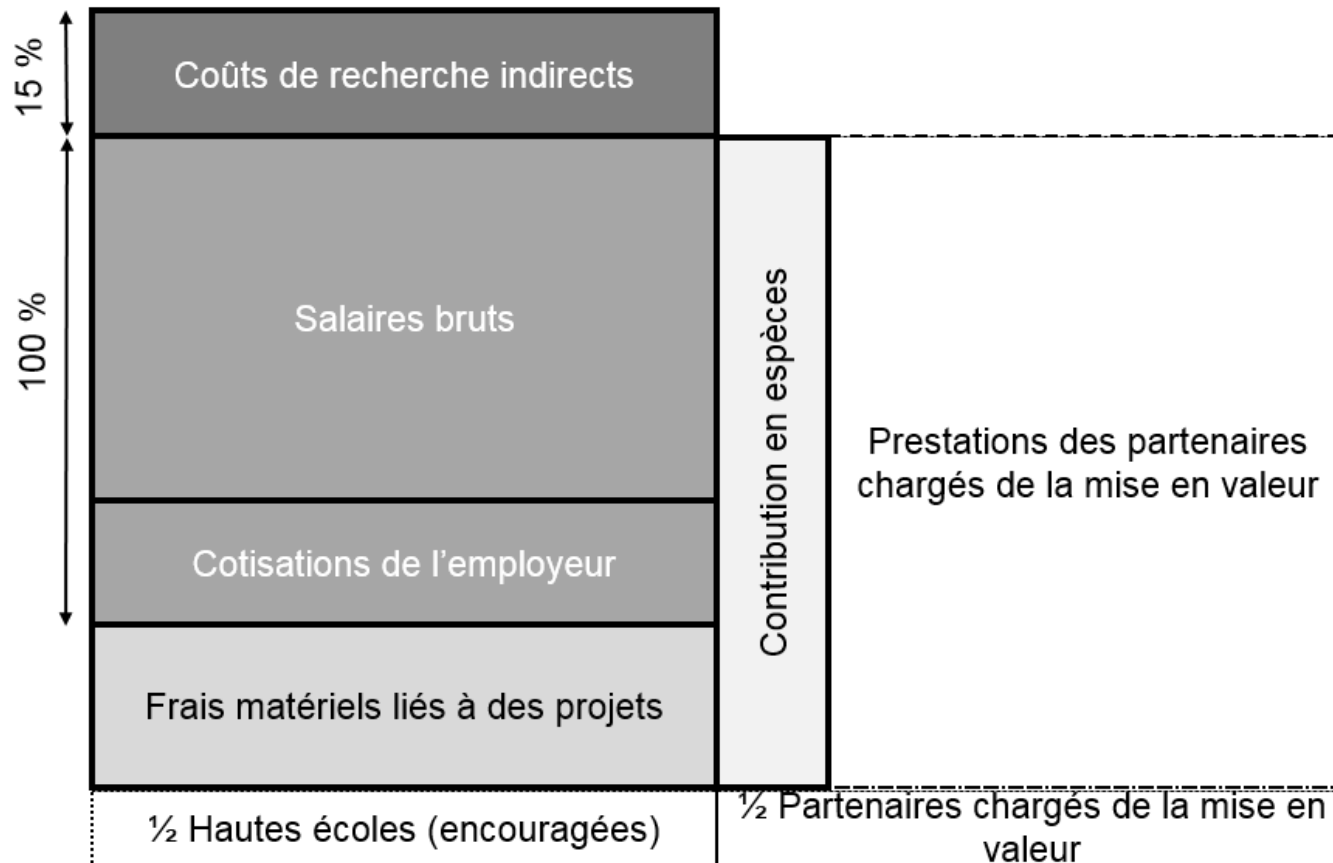 15 %
Coûts de recherche indirects
100 %
Salaires bruts
Cotisations de l’employeur
Frais matériels liés à des projets
Contribution en espèces
Prestations des partenaires
chargés de la mise en valeur
½ Hautes écoles (encouragées)
½ Partenaires chargés de la mise en
valeur